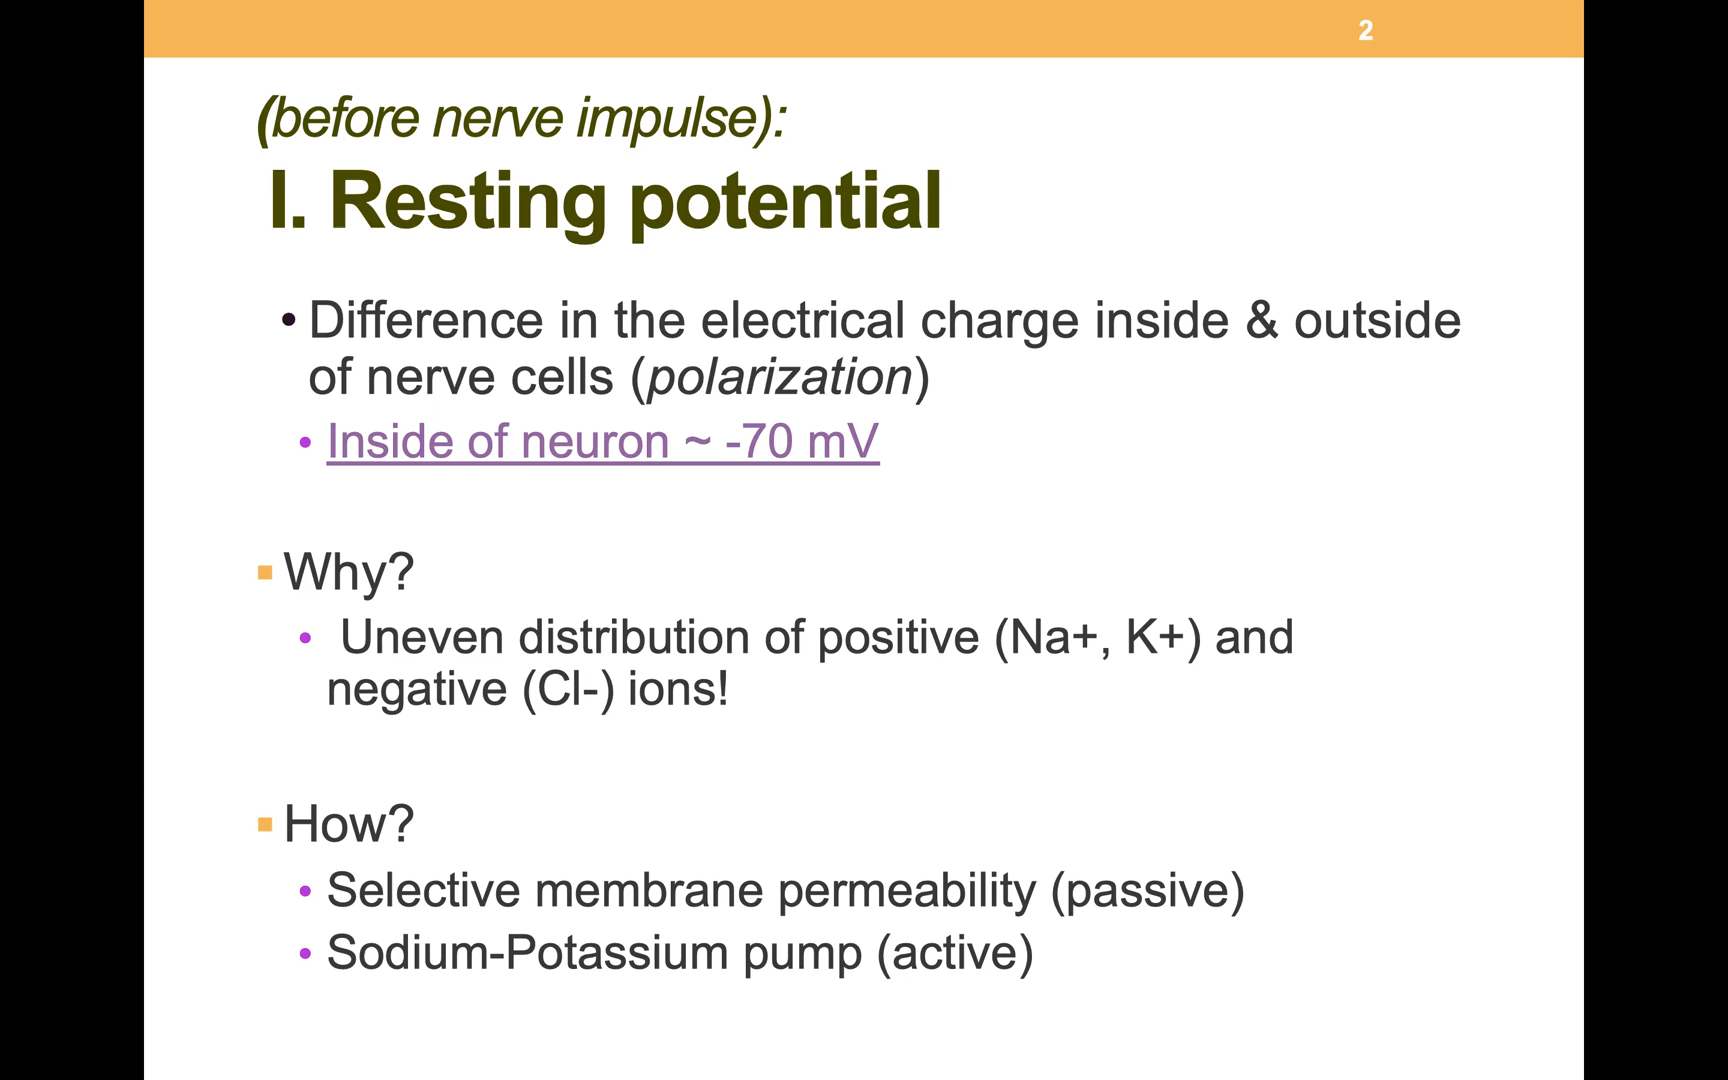 2
(before nerve impulse):
I. Resting potential
• Difference in the electrical charge inside & outside
of nerve cells (polarization)
• Inside of neuron ~ -70 mV
▪ Why?
• Uneven distribution of positive (Na+, K+) and
negative (Cl-) ions!
▪ How?
• Selective membrane permeability (passive)
• Sodium-Potassium pump (active)